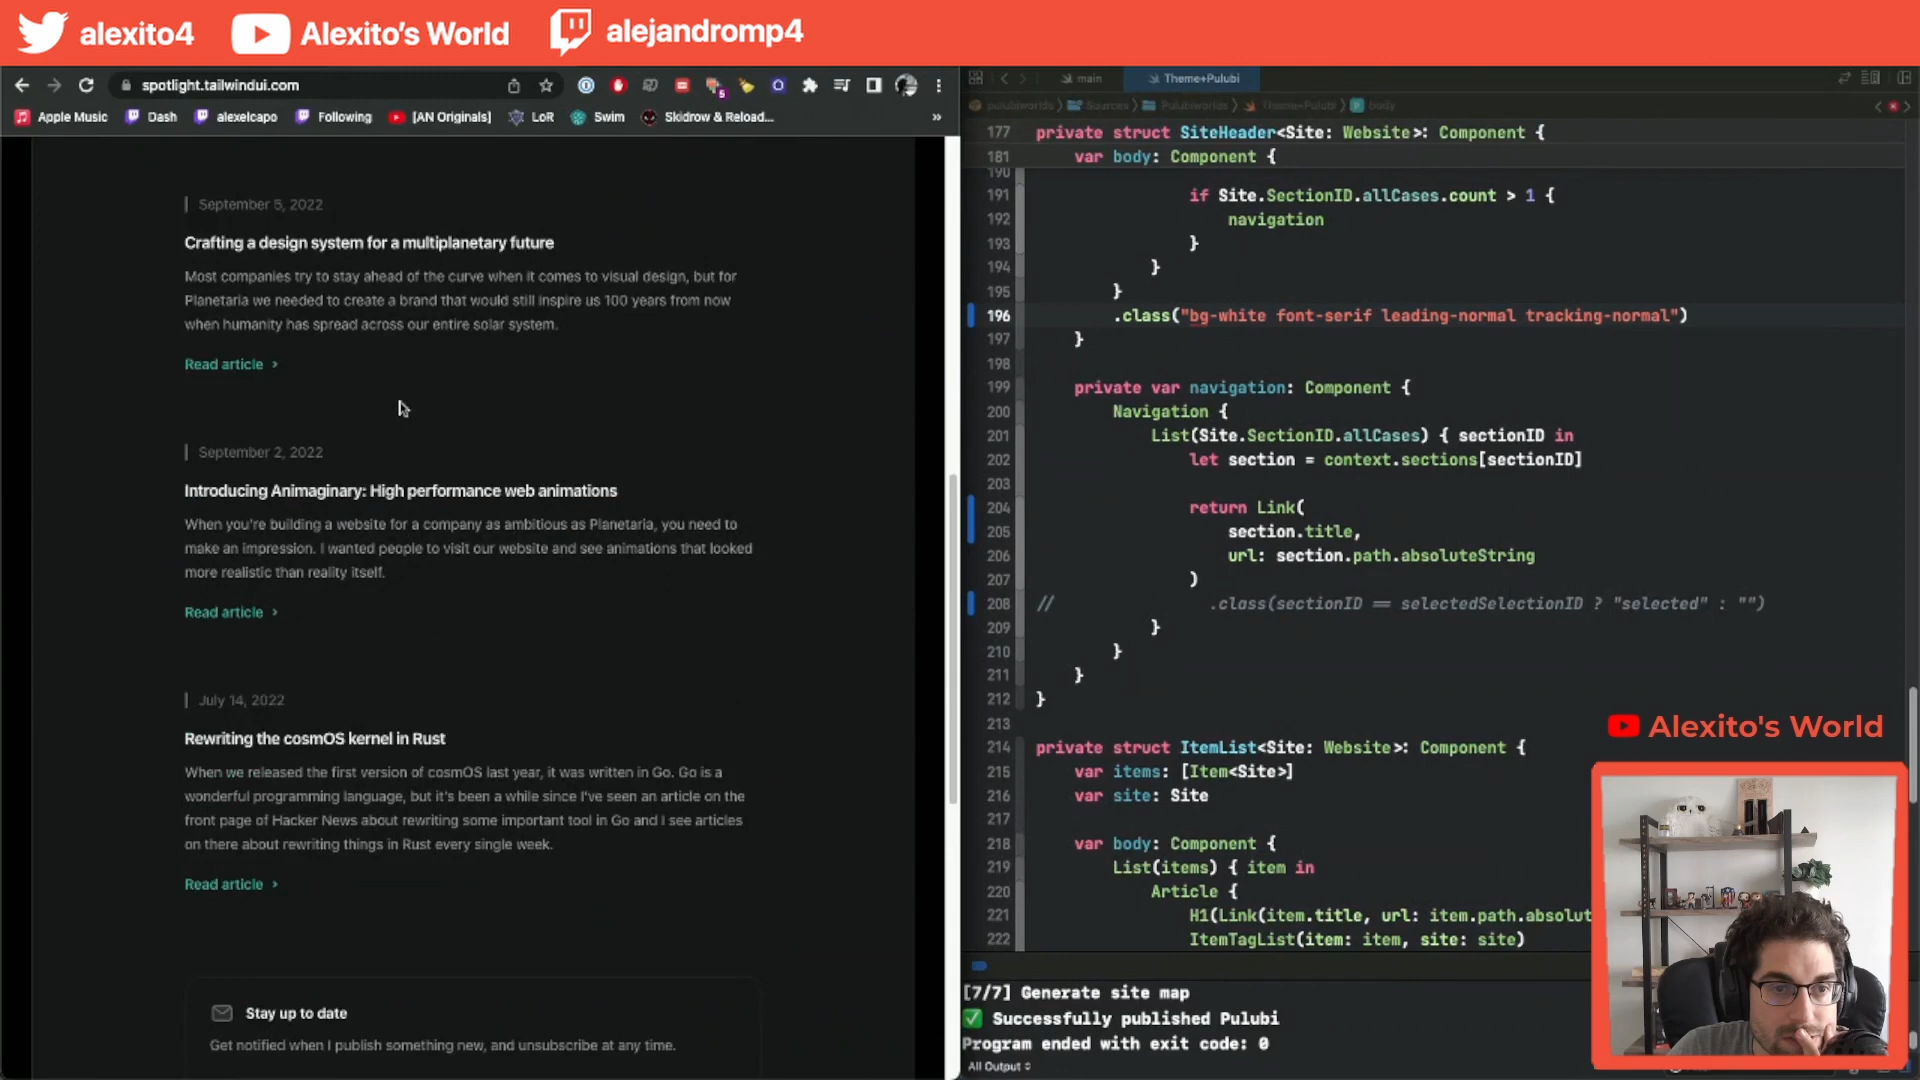 alexito4
Alexito's World
alejandromp4
spotlight.tailwindui.com
Apple Music
Dash
alexelcapo
Following
[AN Originals]
LoR
Swim
Skidrow & Reload...
»
September 5, 2022
Crafting a design system for a multiplanetary future
Most companies try to stay ahead of the curve when it comes to visual design, but for
Planetaria we needed to create a brand that would still inspire us 100 years from now
when humanity has spread across our entire solar system.
Read article
September 2, 2022
Introducing Animaginary: High performance web animations
When you're building a website for a company as ambitious as Planetaria, you need to
make an impression. I wanted people to visit our website and see animations that looked
more realistic than reality itself.
Read article
July 14, 2022
Rewriting the cosmOS kernel in Rust
When we released the first version of cosmOS last year, it was written in Go. Go is a
wonderful programming language, but it's been a while since I've seen an article on the
front page of Hacker News about rewriting some important tool in Go and I see articles
on there about rewriting things in Rust every single week.
Read article
Stay up to date
Get notified when I publish something new, and unsubscribe at any time.
main
Theme+Pulubi
pulubiworlds
Sources
Pulubiworlds
Theme+Pulubi
body
177 private struct SiteHeader<Site: Website>: Component {
181 var body: Component {
190
191 if Site.SectionID.allCases.count > 1 {
192 navigation
193 }
194 }
195 }
196 .class("bg-white font-serif leading-normal tracking-normal")
197 }
198
199 private var navigation: Component {
200 Navigation {
201 List(Site.SectionID.allCases) { sectionID in
202 let section = context.sections[sectionID]
203
204 return Link(
205 section.title,
206 url: section.path.absoluteString
207 )
208 // .class(sectionID == selectedSelectionID ? "selected" : "")
209 }
210 }
211 }
212 }
213
214 private struct ItemList<Site: Website>: Component {
215 var items: [Item<Site>]
216 var site: Site
217
218 var body: Component {
219 List(items) { item in
220 Article {
221 H1(Link(item.title, url: item.path.absolut
222 ItemTagList(item: item, site: site)
[7/7] Generate site map
✅ Successfully published Pulubi
Program ended with exit code: 0
All Output
Alexito's World